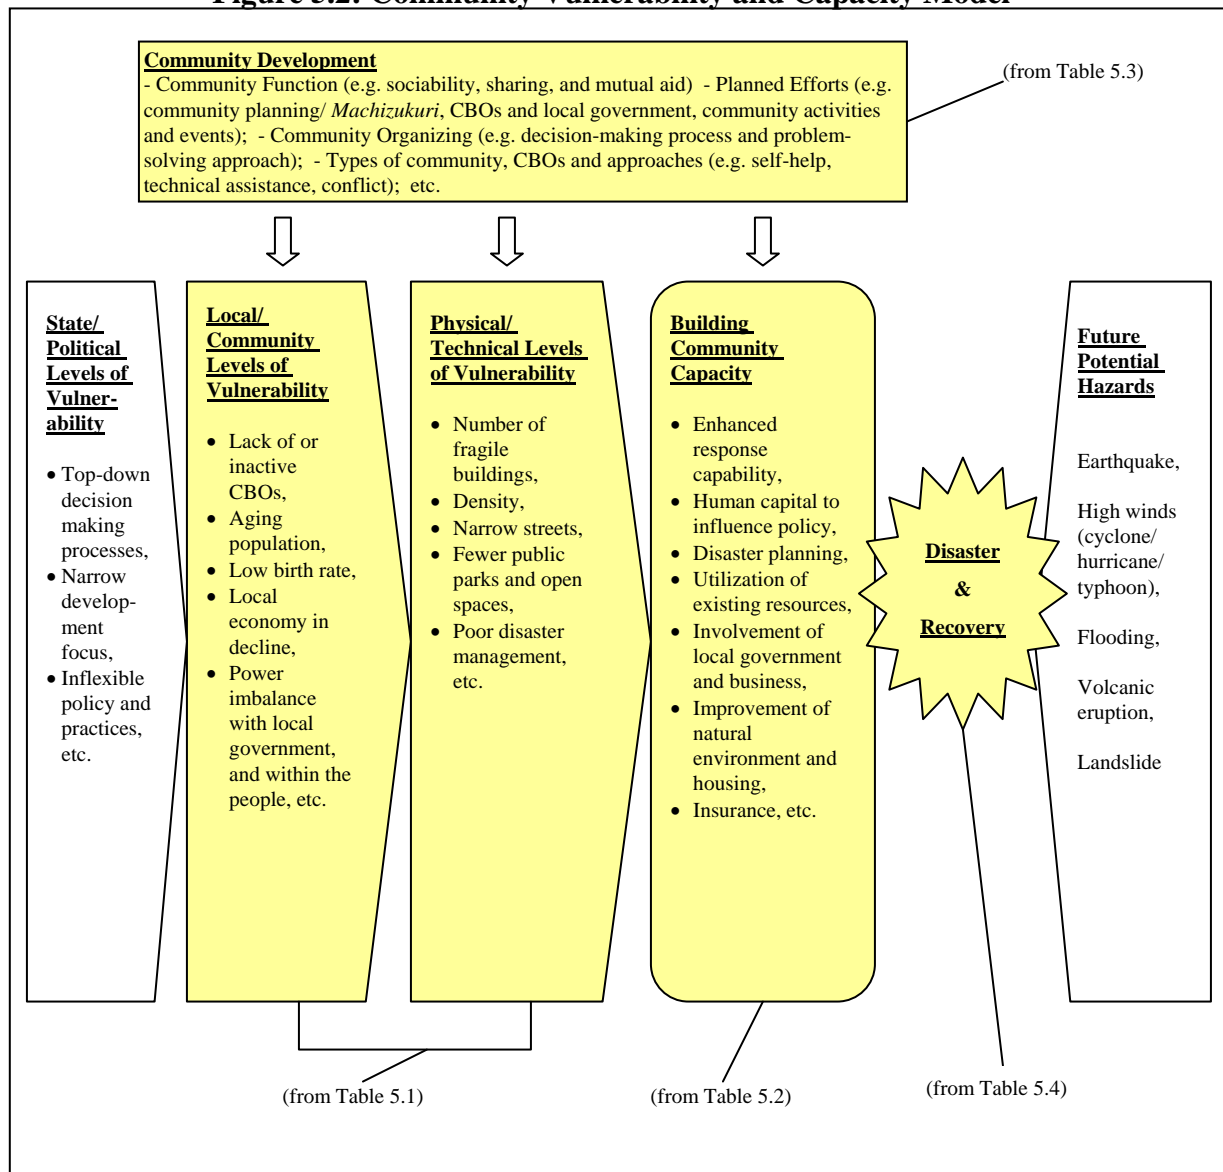 Figure 5.2: Community Vulnerability and Capacity Model
Community Development
- Community Function (e.g. sociability, sharing, and mutual aid)  - Planned Efforts (e.g.
community planning/ Machizukuri, CBOs and local government, community activities
and events);  - Community Organizing (e.g. decision-making process and problem-
solving approach);  - Types of community, CBOs and approaches (e.g. self-help,
technical assistance, conflict);  etc.
(from Table 5.3)
State/
Political
Levels of
Vulner-
ability
• Top-down
decision
making
processes,
• Narrow
develop-
ment
focus,
• Inflexible
policy and
practices,
etc.
Local/
Community
Levels of
Vulnerability
• Lack of or
inactive
CBOs,
• Aging
population,
• Low birth rate,
• Local
economy in
decline,
• Power
imbalance
with local
government,
and within the
people, etc.
Physical/
Technical Levels
of Vulnerability
• Number of
fragile
buildings,
• Density,
• Narrow streets,
• Fewer public
parks and open
spaces,
• Poor disaster
management,
etc.
Building
Community
Capacity
• Enhanced
response
capability,
• Human capital to
influence policy,
• Disaster planning,
• Utilization of
existing resources,
• Involvement of
local government
and business,
• Improvement of
natural
environment and
housing,
• Insurance, etc.
Disaster
&
Recovery
Future
Potential
Hazards
Earthquake,
High winds
(cyclone/
hurricane/
typhoon),
Flooding,
Volcanic
eruption,
Landslide
(from Table 5.1)
(from Table 5.2)
(from Table 5.4)